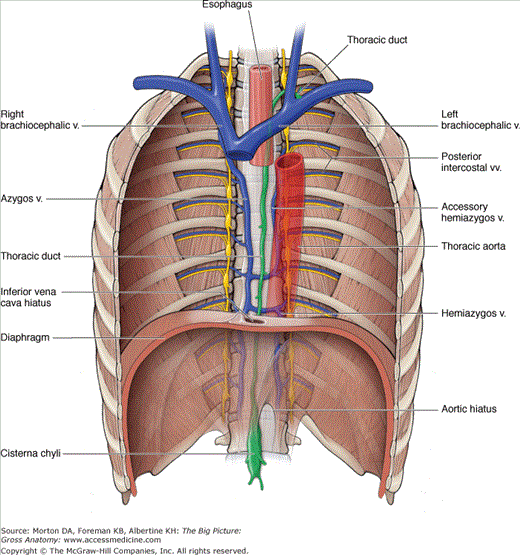 Esophagus
Thoracic duct
Right
brachiocephalic v.
Left
brachiocephalic v.
Posterior
intercostal vv.
Azygos v.
Accessory
hemiazygos v.
Thoracic duct
Thoracic aorta
Inferior vena
cava hiatus
Hemiazygos v.
Diaphragm
Aortic hiatus
Cisterna chyli
Source: Morton DA, Foreman KB, Albertine KH: The Big Picture:
Gross Anatomy: www.accessmedicine.com
Copyright © The McGraw-Hill Companies, Inc. All rights reserved.